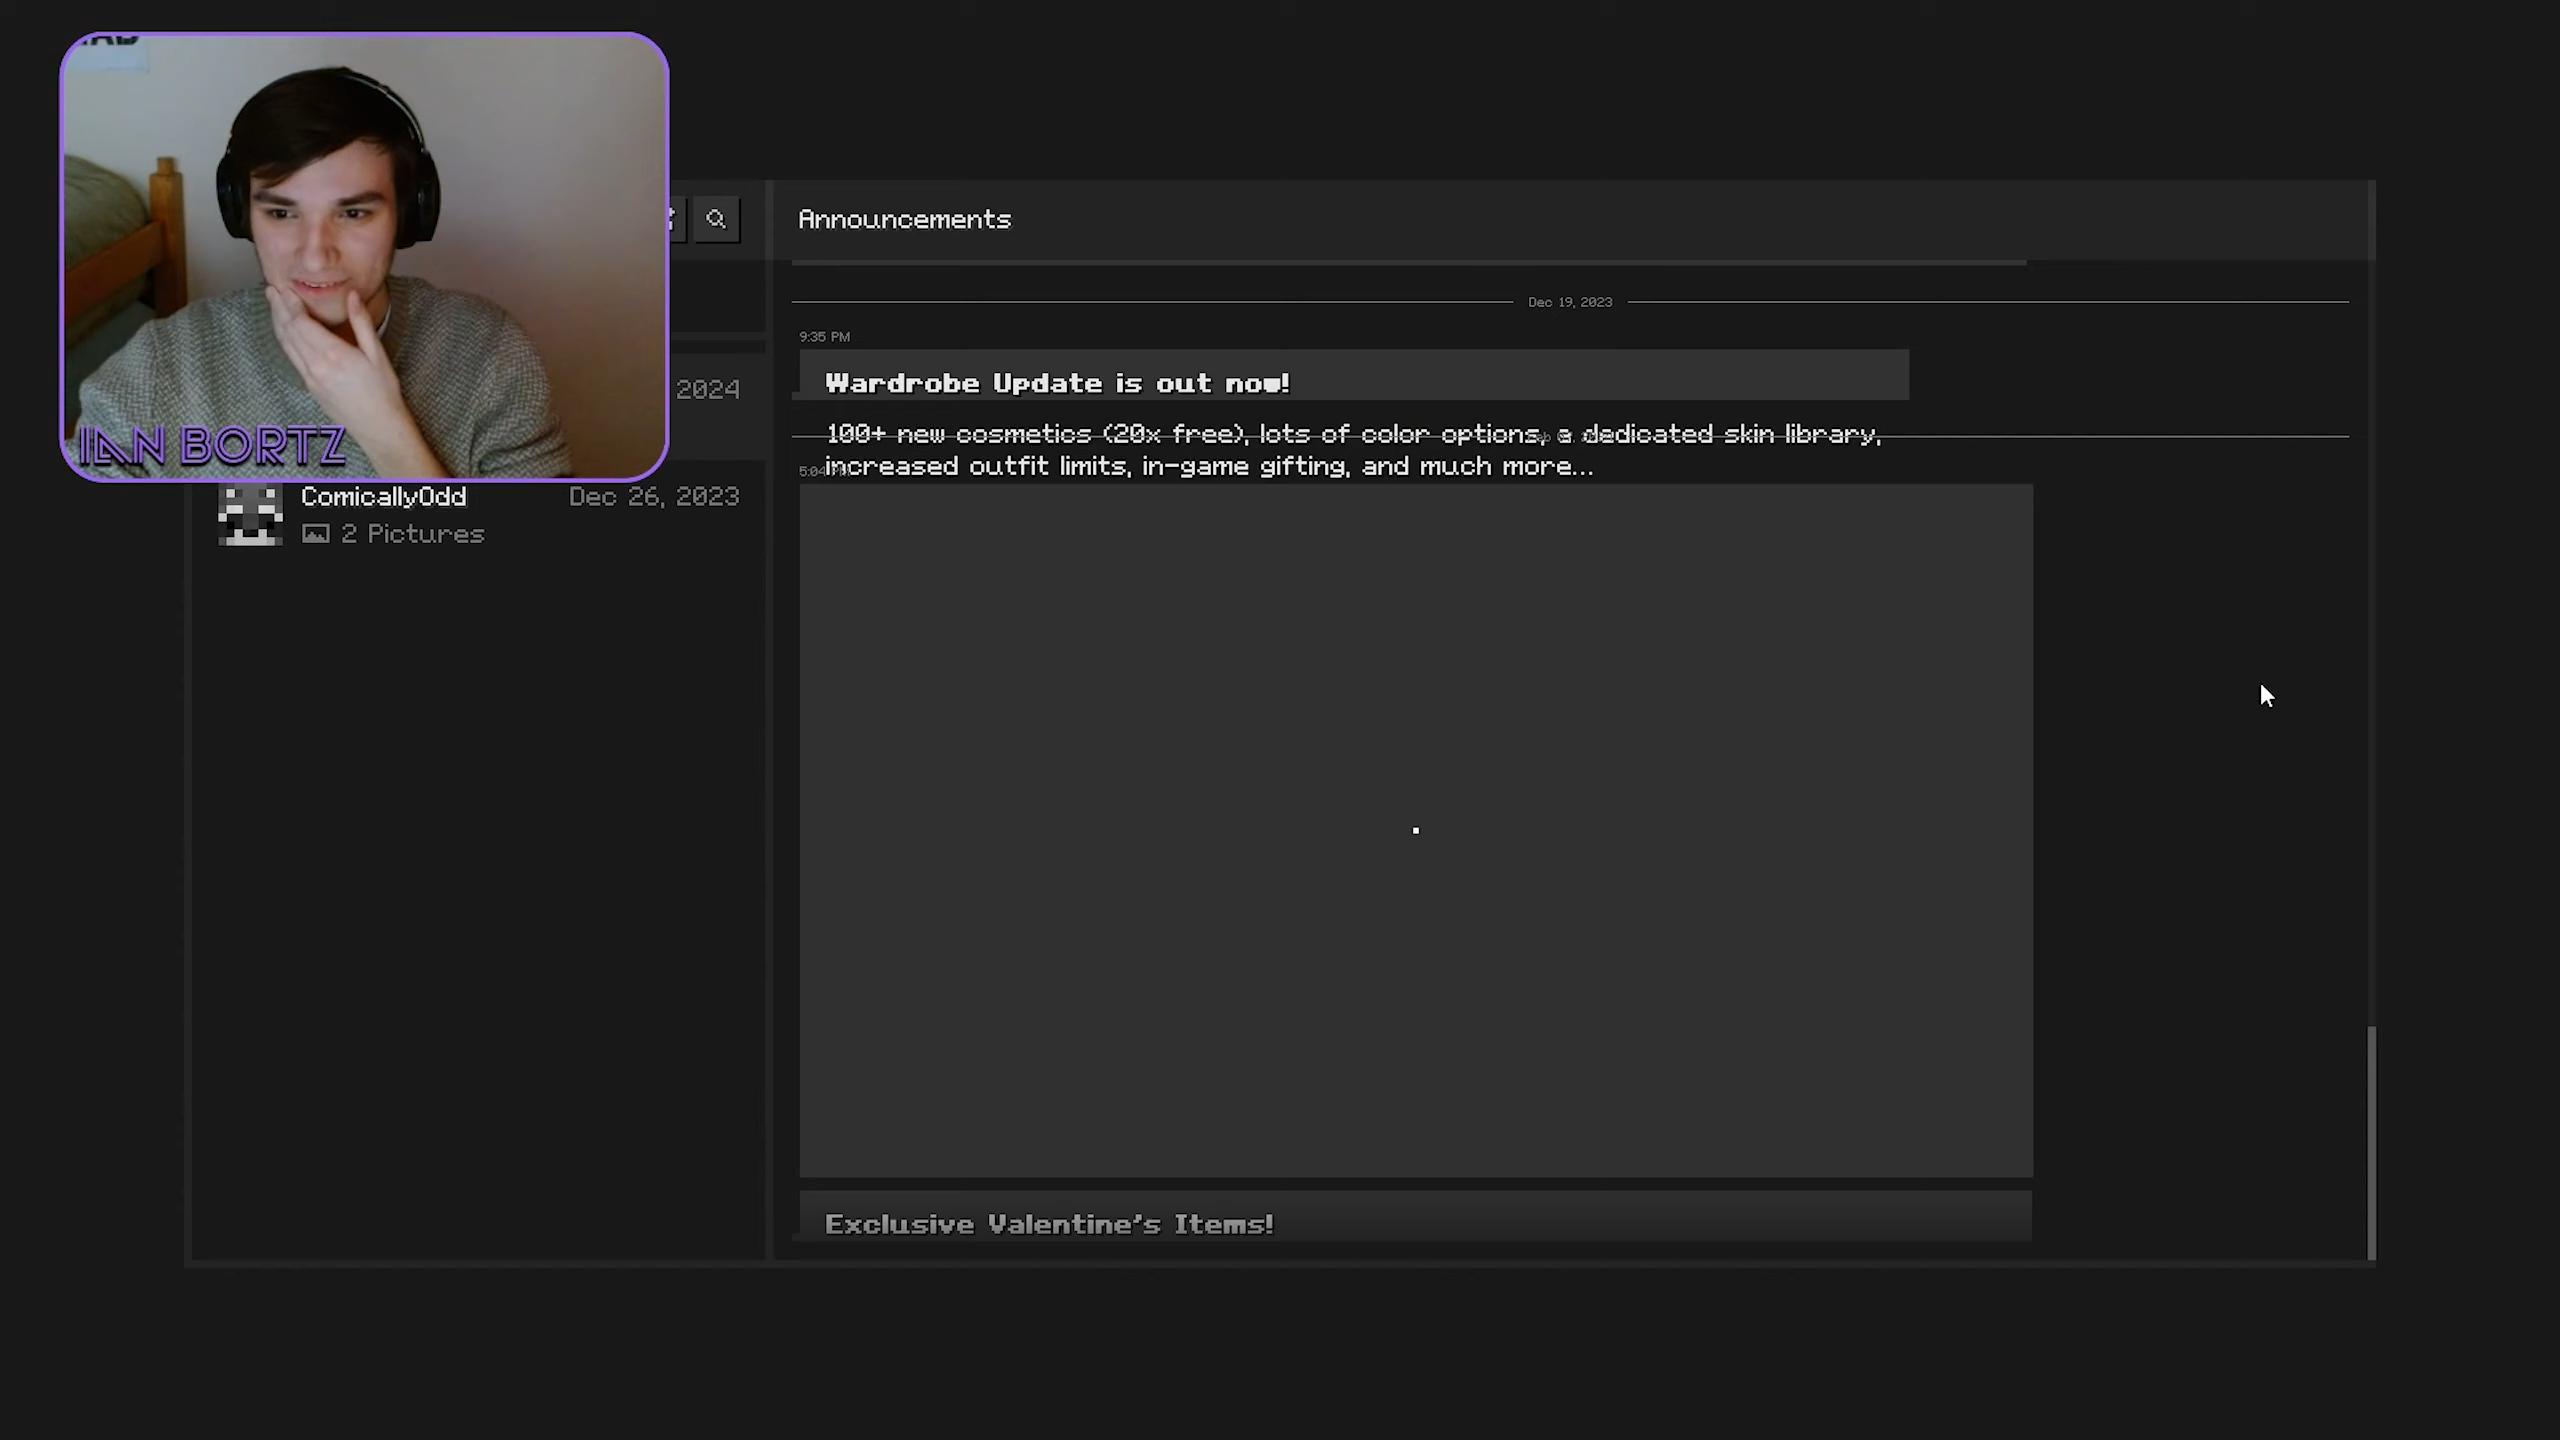 IAN BORTZ
2024
ComicallyOdd
Dec 26, 2023
2 Pictures
Announcements
Dec 19, 2023
9:35 PM
Wardrobe Update is out now!
100+ new cosmetics (20x free), lots of color options, a dedicated skin library,
increased outfit limits, in-game gifting, and much more...
5:04
Exclusive Valentine's Items!